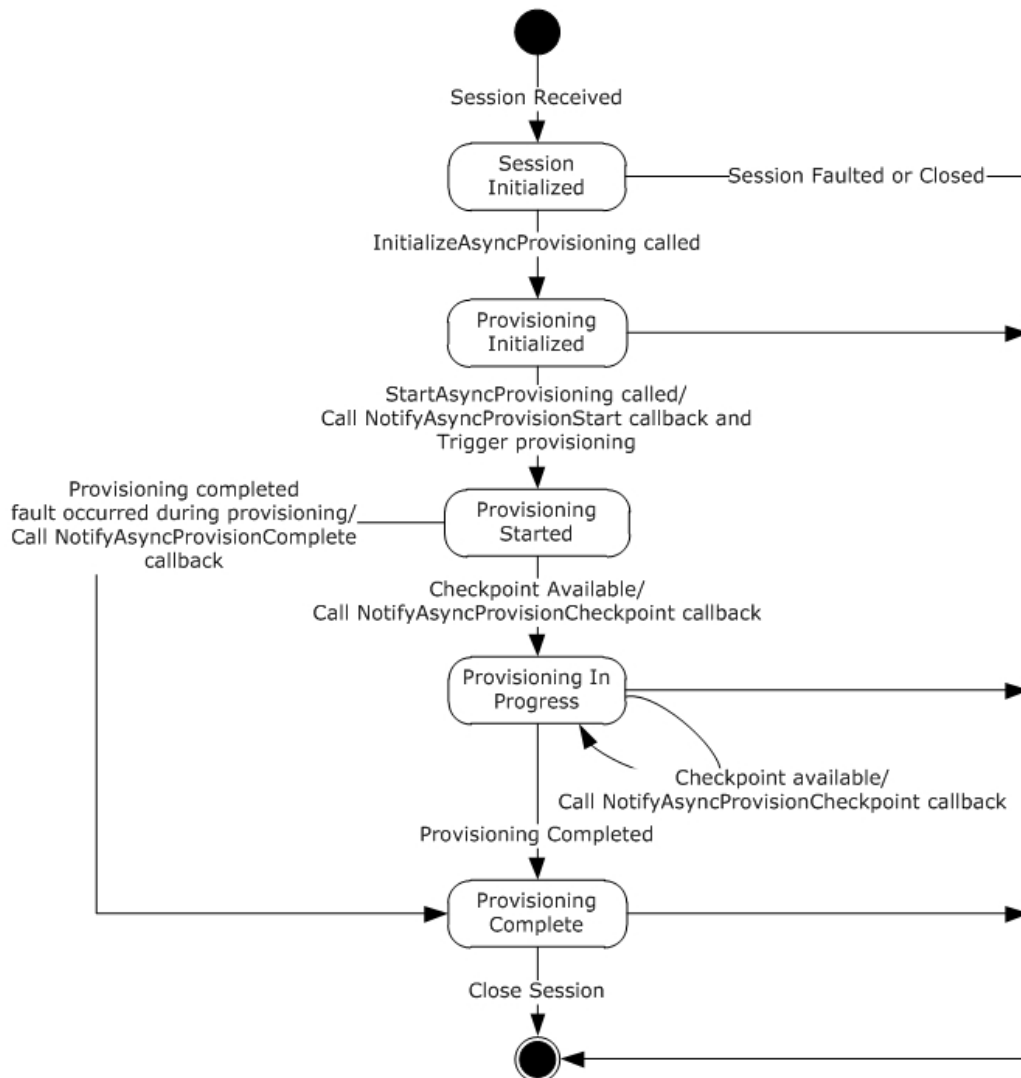 Session Received
Session
Initialized
Session Faulted or Closed
InitializeAsyncProvisioning called
Provisioning
Initialized
StartAsyncProvisioning called/
Call NotifyAsyncProvisionStart callback and
Trigger provisioning
Provisioning completed
fault occurred during provisioning/
Call NotifyAsyncProvisionComplete
callback
Provisioning
Started
Checkpoint Available/
Call NotifyAsyncProvisionCheckpoint callback
Provisioning In
Progress
Checkpoint available/
Call NotifyAsyncProvisionCheckpoint callback
Provisioning Completed
Provisioning
Complete
Close Session